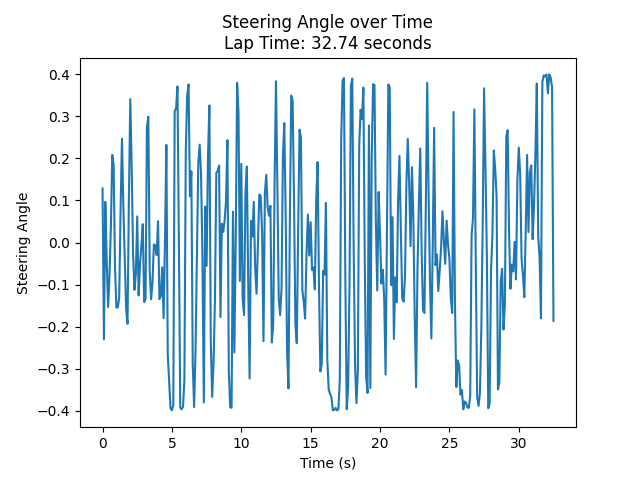 Steering Angle over Time
Lap Time: 32.74 seconds
0.4
0.3
0.2
0.1
0.0
−0.1
−0.2
−0.3
−0.4
Steering Angle
0 5 10 15 20 25 30
Time (s)